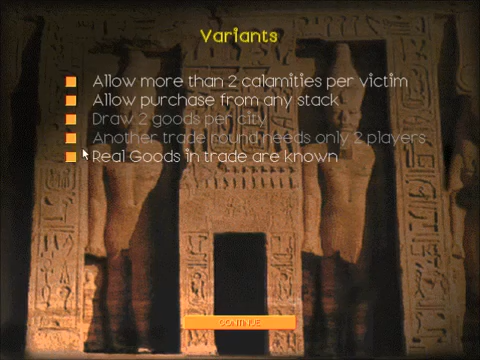 Variants
Allow more than 2 calamities per victim
Allow purchase from any stack
Draw 2 goods per city
Another trade round needs only 2 players
Real Goods in trade are known
CONTINUE